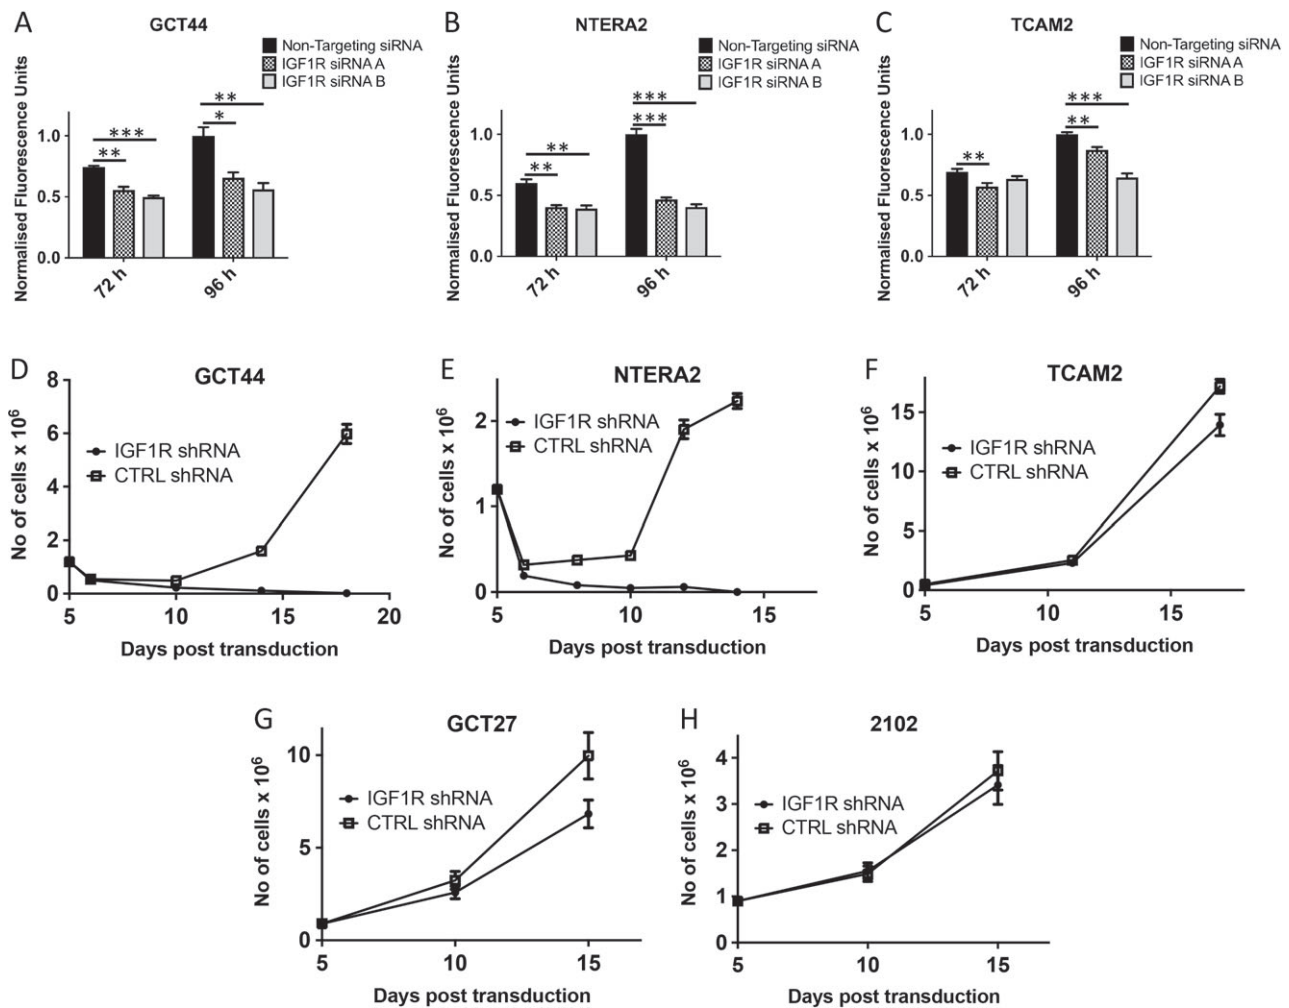 A
GCT44
Non-Targeting siRNA
IGF1R siRNA A
IGF1R siRNA B
Normalised Fluorescence Units
1.0
0.5
0.0
***
**
**
*
72 h
96 h
B
NTERA2
Non-Targeting siRNA
IGF1R siRNA A
IGF1R siRNA B
Normalised Fluorescence Units
1.0
0.5
0.0
**
**
***
***
72 h
96 h
C
TCAM2
Non-Targeting siRNA
IGF1R siRNA A
IGF1R siRNA B
Normalised Fluorescence Units
1.0
0.5
0.0
**
***
**
72 h
96 h
D
GCT44
IGF1R shRNA
CTRL shRNA
No of cells x 10⁶
8
6
4
2
0
5 10 15 20
Days post transduction
E
NTERA2
IGF1R shRNA
CTRL shRNA
No of cells x 10⁶
2
1
0
5 10 15
Days post transduction
F
TCAM2
IGF1R shRNA
CTRL shRNA
No of cells x 10⁶
15
10
5
0
5 10 15
Days post transduction
G
GCT27
IGF1R shRNA
CTRL shRNA
No of cells x 10⁶
10
5
0
5 10 15
Days post transduction
H
2102
IGF1R shRNA
CTRL shRNA
No of cells x 10⁶
4
3
2
1
0
5 10 15
Days post transduction